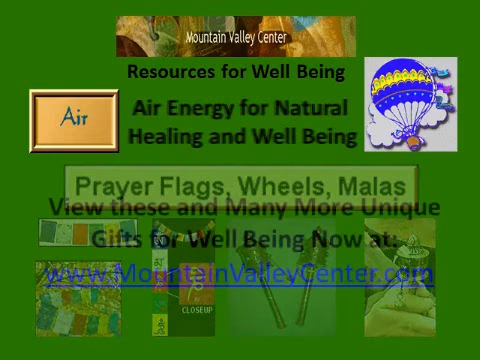 Mountain Valley Center
Resources for Well Being
Air
Air Energy for Natural
Healing and Well Being
Prayer Flags, Wheels, Malas
View these and Many More Unique
Gifts for Well Being Now at:
www.MountainValleyCenter.com
CLOSEUP